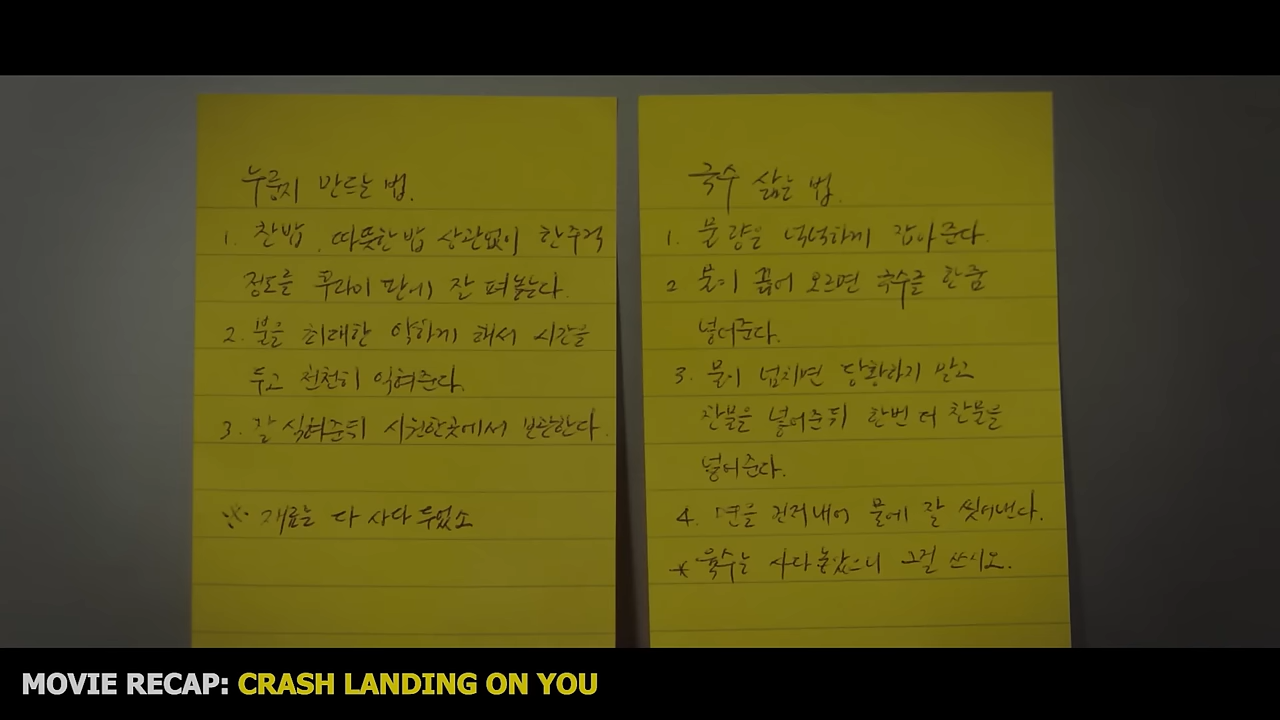 누룽지 만드는 법.
1. 찬밥, 따뜻한 밥 상관없이 한주걱
정도를 후라이 판에 잘 펴놓는다.
2. 불을 최대한 약하게 해서 시간을
두고 천천히 익혀준다.
3. 잘 식혀준뒤 시원한곳에서 보관한다.
※ 재료는 다 사다 두었소
국수 삶는 법.
1. 물 량을 넉넉하게 잡아준다.
2 물이 끓어 오르면 국수를 한 줌
넣어준다.
3. 물이 넘치면 당황하지 말고
찬물을 넣어준뒤 한번 더 찬물을
넣어준다.
4. 면을 건져내어 물에 잘 씻어낸다.
* 육수는 사다 놓았으니 그걸 쓰시오.
MOVIE RECAP: CRASH LANDING ON YOU